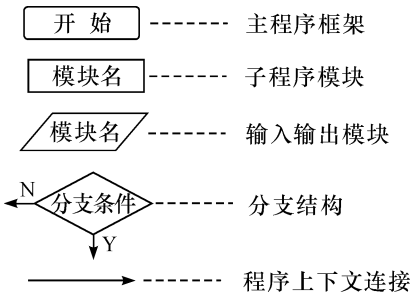 开始 主程序框架
模块名 子程序模块
模块名 输入输出模块
N 分支条件 分支结构
Y
程序上下文连接